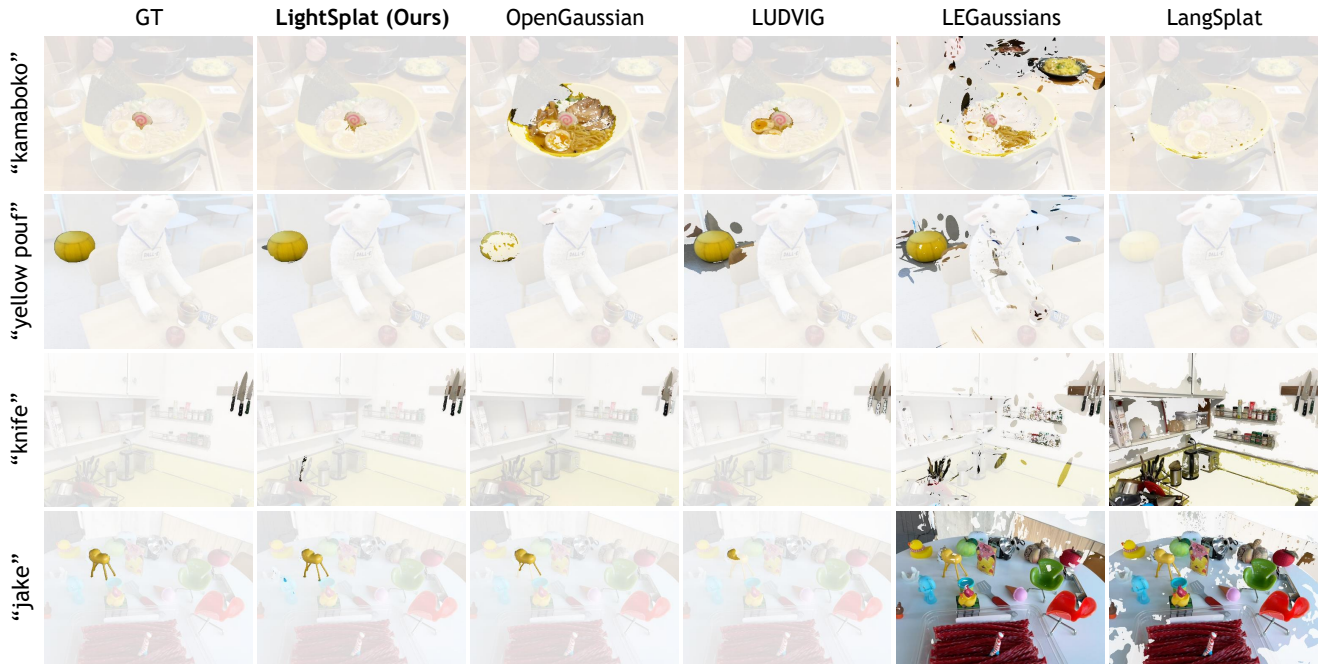 GT LightSplat (Ours) OpenGaussian LUDVIG LEGaussians LangSplat
“kamaboko”
“yellow pouf”
“knife”
“jake”